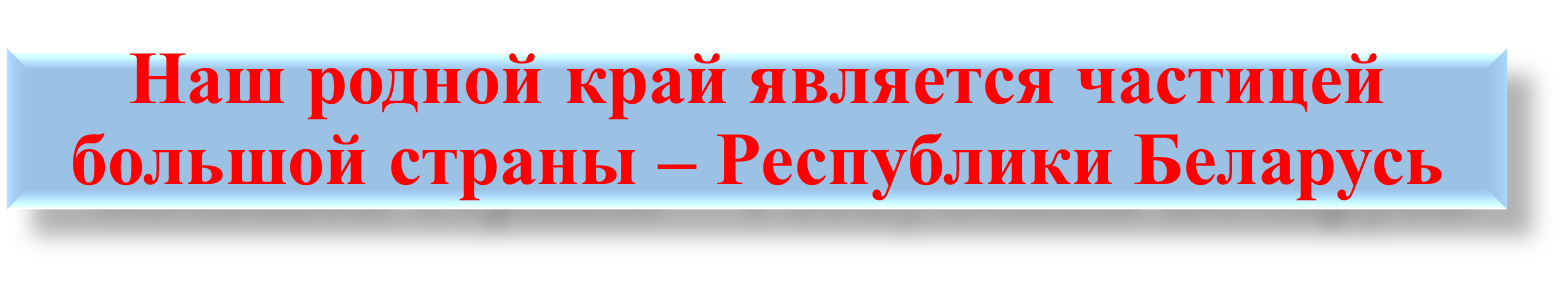 Наш родной край является частицей
большой страны – Республики Беларусь